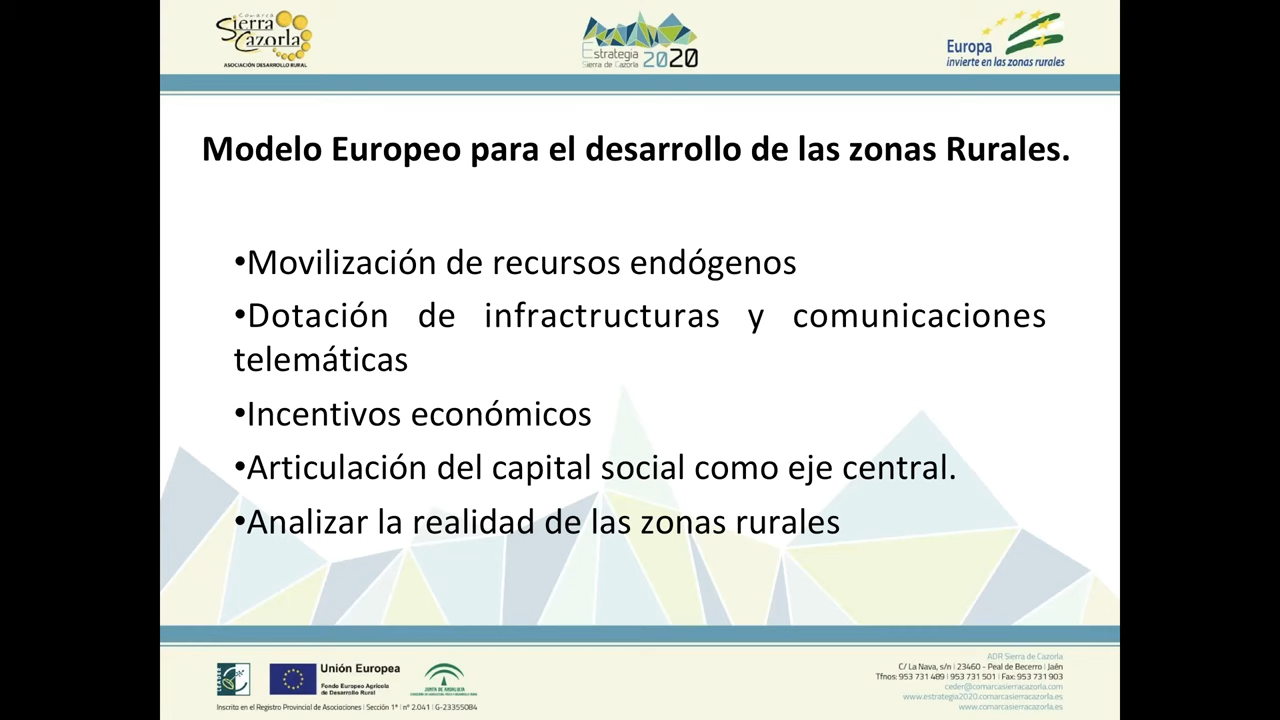 Comarca
Sierra
Cazorla
ASOCIACIÓN DESARROLLO RURAL
Estrategia
Sierra de Cazorla 2020
Europa
invierte en las zonas rurales
Modelo Europeo para el desarrollo de las zonas Rurales.
•Movilización de recursos endógenos
•Dotación de infractructuras y comunicaciones
telemáticas
•Incentivos económicos
•Articulación del capital social como eje central.
•Analizar la realidad de las zonas rurales
LEADER
Unión Europea
Fondo Europeo Agrícola
de Desarrollo Rural
JUNTA DE ANDALUCIA
Inscrita en el Registro Provincial de Asociaciones | Sección 1ª | nº 2.041 | G-23355084
ADR Sierra de Cazorla
C/ La Nava, s/n | 23460 - Peal de Becerro | Jaén
Tfnos: 953 731 489 | 953 731 501 | Fax: 953 731 903
ceder@comarcasierracazorla.com
www.estrategia2020.comarcasierracazorla.es
www.comarcasierracazorla.es